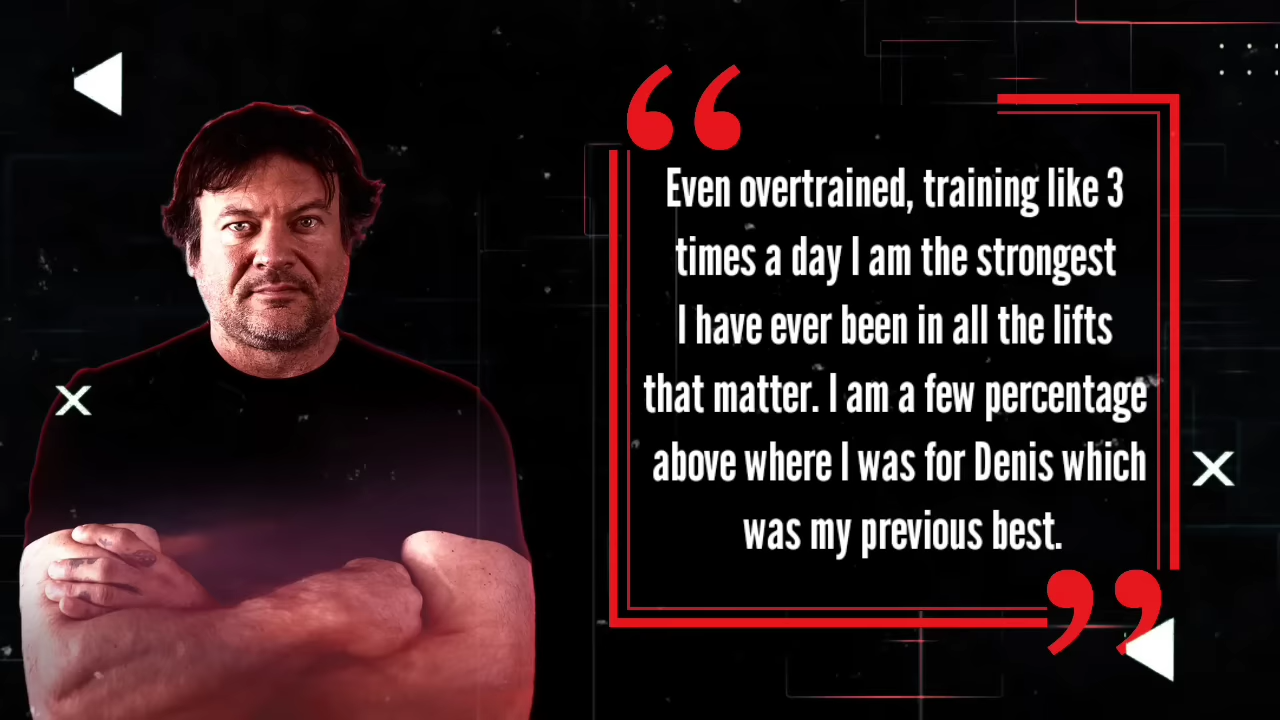 Even overtrained, training like 3
times a day I am the strongest
I have ever been in all the lifts
that matter. I am a few percentage
above where I was for Denis which
was my previous best.